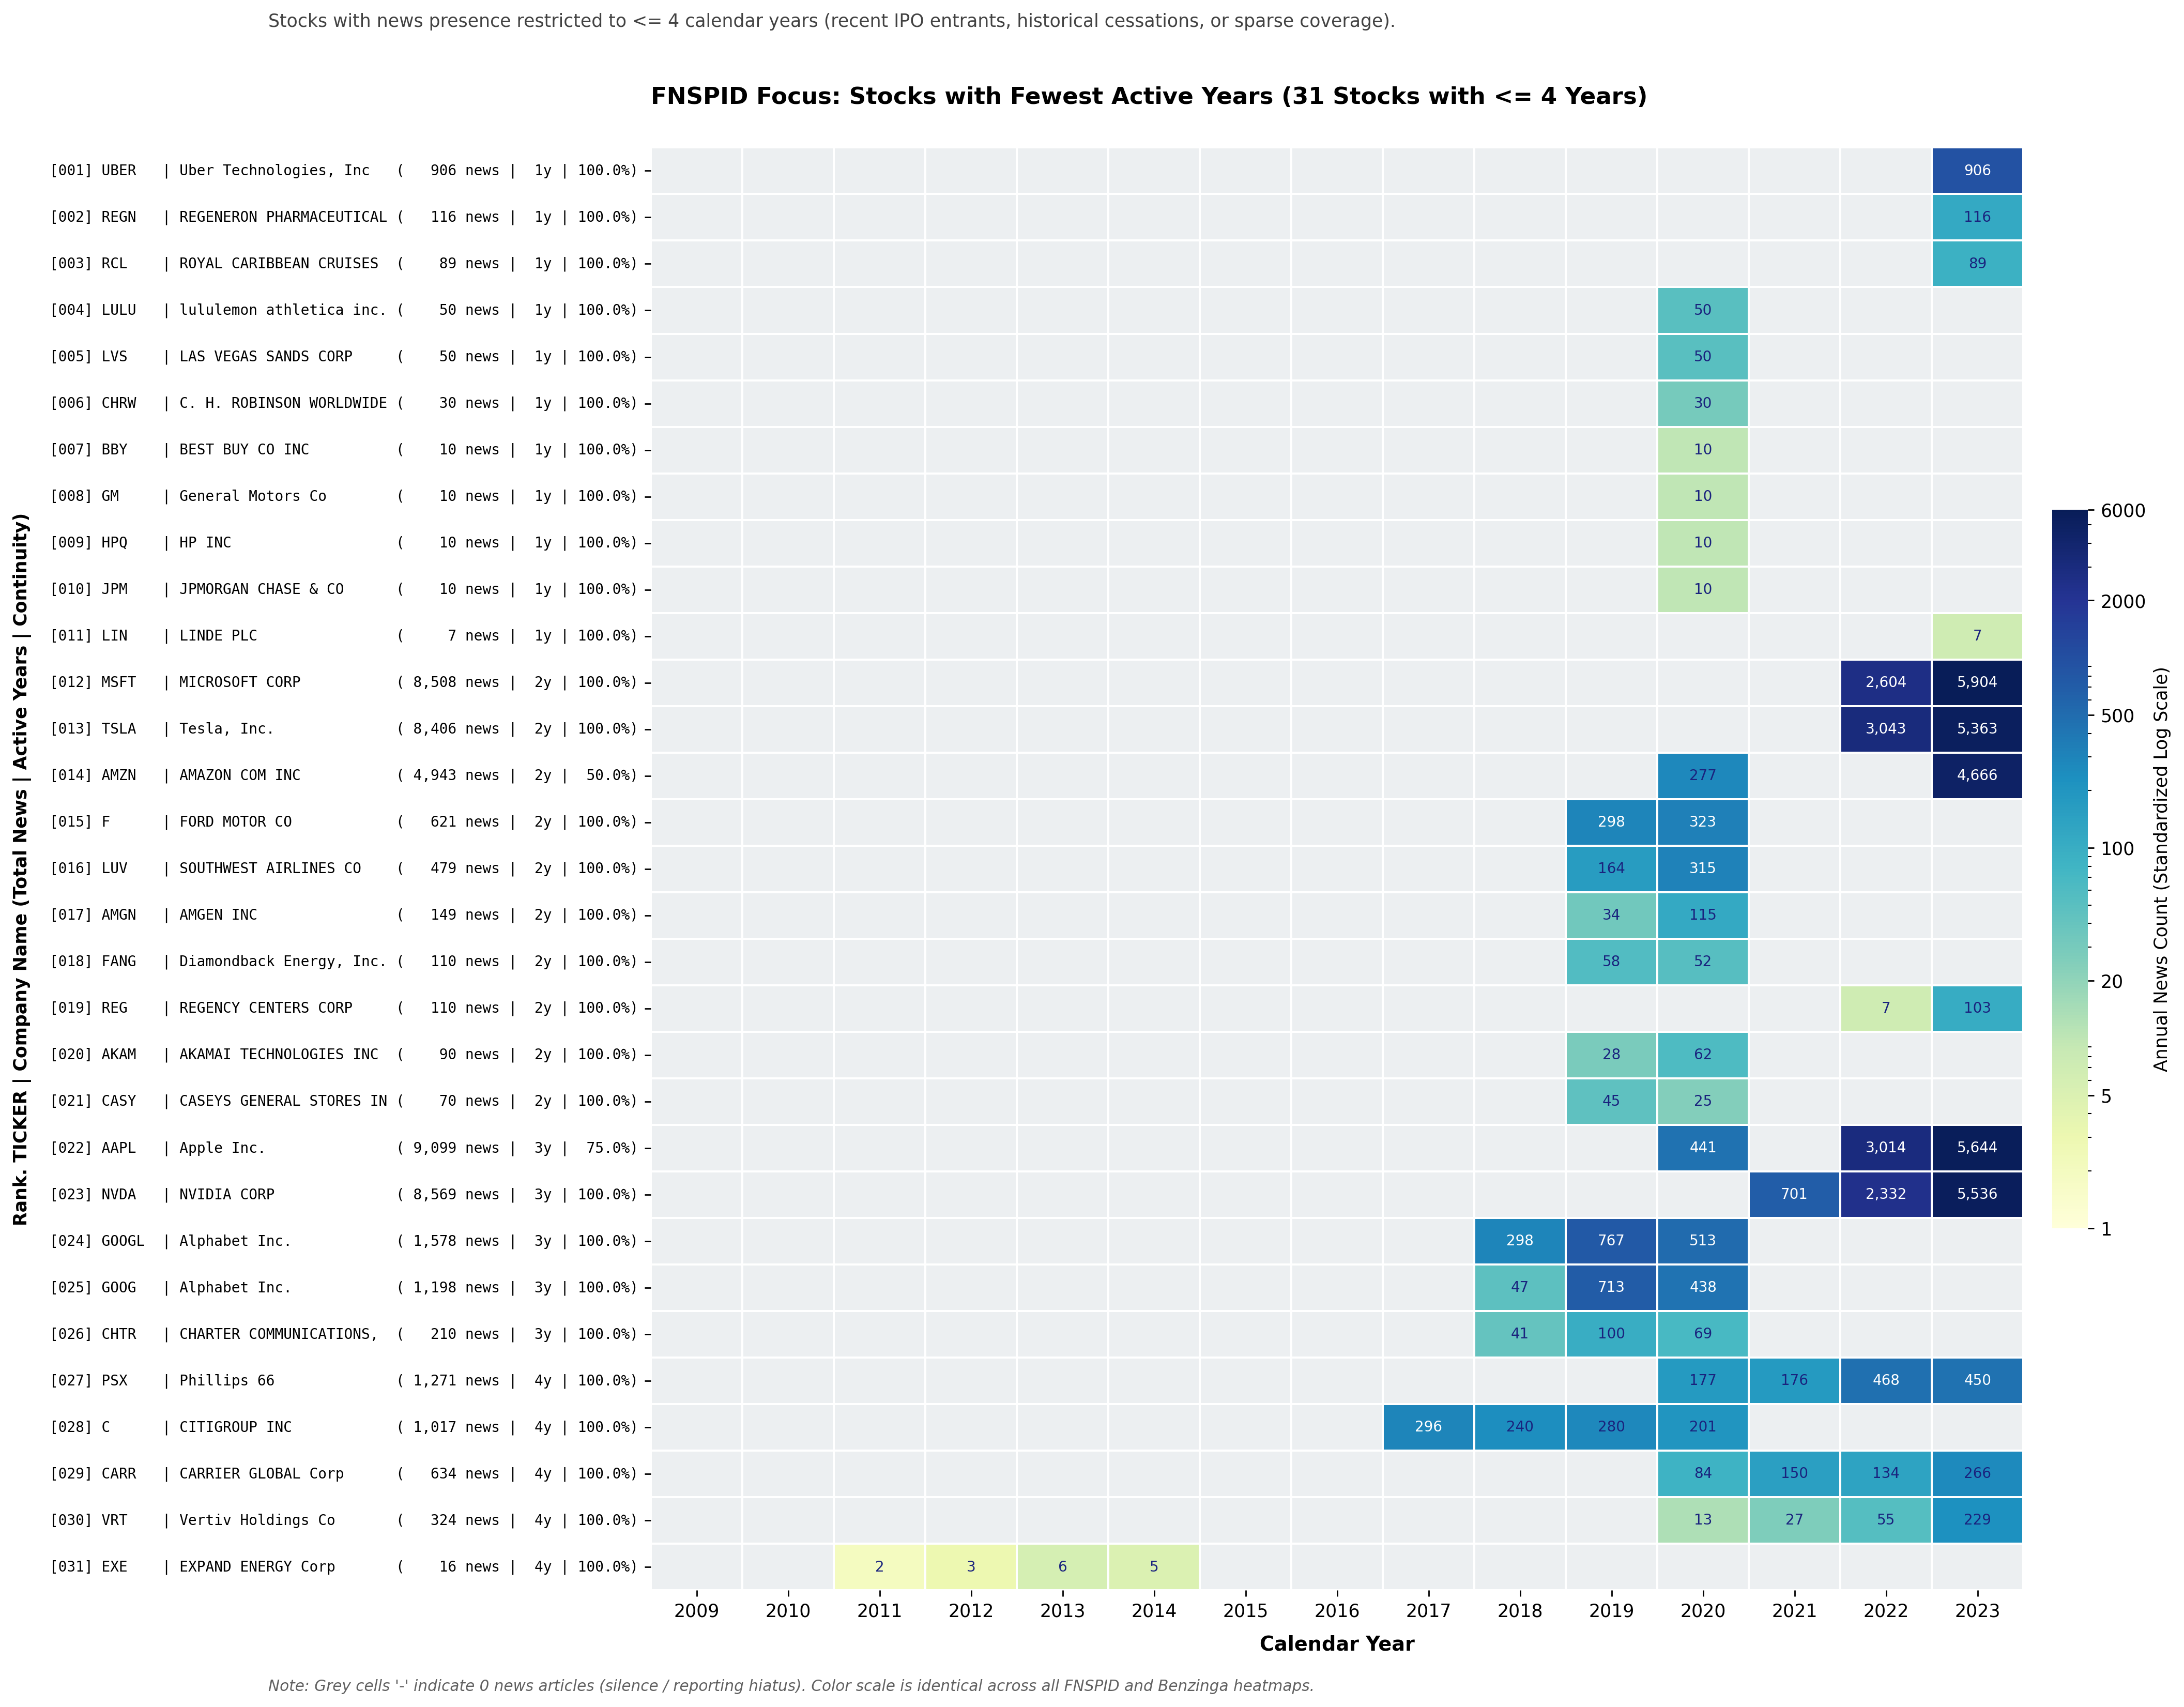 Stocks with news presence restricted to <= 4 calendar years (recent IPO entrants, historical cessations, or sparse coverage).
FNSPID Focus: Stocks with Fewest Active Years (31 Stocks with <= 4 Years)
Rank. TICKER | Company Name (Total News | Active Years | Continuity)
[001] UBER | Uber Technologies, Inc ( 906 news | 1y | 100.0%) 906
[002] REGN | REGENERON PHARMACEUTICAL ( 116 news | 1y | 100.0%) 116
[003] RCL | ROYAL CARIBBEAN CRUISES ( 89 news | 1y | 100.0%) 89
[004] LULU | lululemon athletica inc. ( 50 news | 1y | 100.0%) 50
[005] LVS | LAS VEGAS SANDS CORP ( 50 news | 1y | 100.0%) 50
[006] CHRW | C. H. ROBINSON WORLDWIDE ( 30 news | 1y | 100.0%) 30
[007] BBY | BEST BUY CO INC ( 10 news | 1y | 100.0%) 10
[008] GM | General Motors Co ( 10 news | 1y | 100.0%) 10
[009] HPQ | HP INC ( 10 news | 1y | 100.0%) 10
[010] JPM | JPMORGAN CHASE & CO ( 10 news | 1y | 100.0%) 10
[011] LIN | LINDE PLC ( 7 news | 1y | 100.0%) 7
[012] MSFT | MICROSOFT CORP ( 8,508 news | 2y | 100.0%) 2,604 5,904
[013] TSLA | Tesla, Inc. ( 8,406 news | 2y | 100.0%) 3,043 5,363
[014] AMZN | AMAZON COM INC ( 4,943 news | 2y | 50.0%) 277 4,666
[015] F | FORD MOTOR CO ( 621 news | 2y | 100.0%) 298 323
[016] LUV | SOUTHWEST AIRLINES CO ( 479 news | 2y | 100.0%) 164 315
[017] AMGN | AMGEN INC ( 149 news | 2y | 100.0%) 34 115
[018] FANG | Diamondback Energy, Inc. ( 110 news | 2y | 100.0%) 58 52
[019] REG | REGENCY CENTERS CORP ( 110 news | 2y | 100.0%) 7 103
[020] AKAM | AKAMAI TECHNOLOGIES INC ( 90 news | 2y | 100.0%) 28 62
[021] CASY | CASEYS GENERAL STORES IN ( 70 news | 2y | 100.0%) 45 25
[022] AAPL | Apple Inc. ( 9,099 news | 3y | 75.0%) 441 3,014 5,644
[023] NVDA | NVIDIA CORP ( 8,569 news | 3y | 100.0%) 701 2,332 5,536
[024] GOOGL | Alphabet Inc. ( 1,578 news | 3y | 100.0%) 298 767 513
[025] GOOG | Alphabet Inc. ( 1,198 news | 3y | 100.0%) 47 713 438
[026] CHTR | CHARTER COMMUNICATIONS, ( 210 news | 3y | 100.0%) 41 100 69
[027] PSX | Phillips 66 ( 1,271 news | 4y | 100.0%) 177 176 468 450
[028] C | CITIGROUP INC ( 1,017 news | 4y | 100.0%) 296 240 280 201
[029] CARR | CARRIER GLOBAL Corp ( 634 news | 4y | 100.0%) 84 150 134 266
[030] VRT | Vertiv Holdings Co ( 324 news | 4y | 100.0%) 13 27 55 229
[031] EXE | EXPAND ENERGY Corp ( 16 news | 4y | 100.0%) 2 3 6 5
2009 2010 2011 2012 2013 2014 2015 2016 2017 2018 2019 2020 2021 2022 2023
Calendar Year
6000
2000
500
100
20
5
1
Annual News Count (Standardized Log Scale)
Note: Grey cells '-' indicate 0 news articles (silence / reporting hiatus). Color scale is identical across all FNSPID and Benzinga heatmaps.